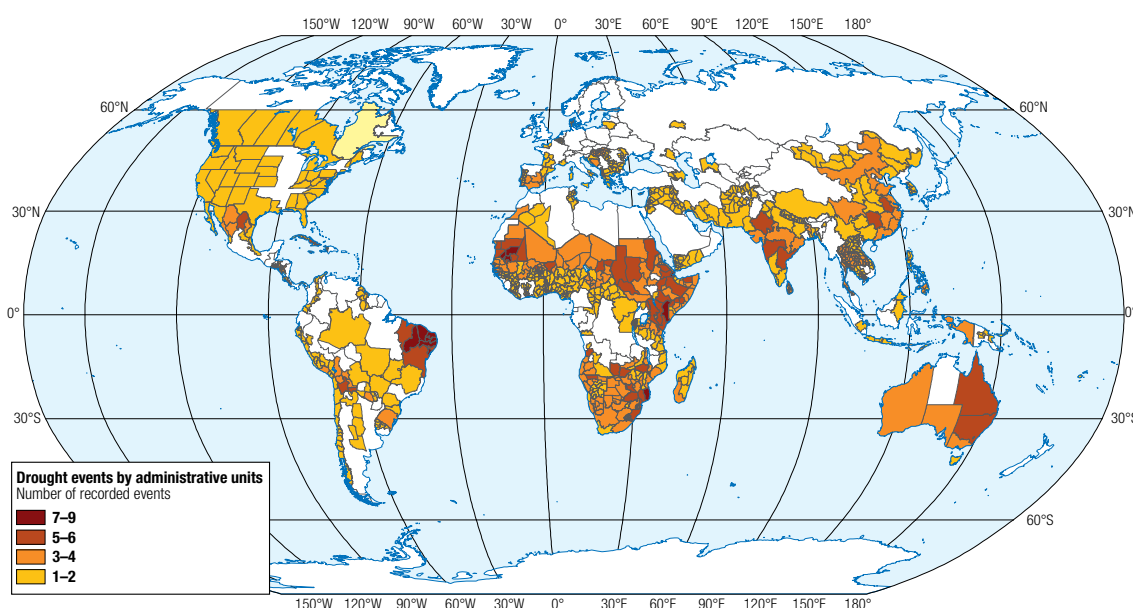 150°W 120°W 90°W 60°W 30°W 0° 30°E 60°E 90°E 120°E 150°E 180°
60°N 60°N
30°N 30°N
0° 0°
30°S 30°S
Drought events by administrative units
Number of recorded events
7–9
5–6
3–4
1–2
60°S
150°W 120°W 90°W 30°W 0° 30°E 60°E 90°E 120°E 150°E 180°